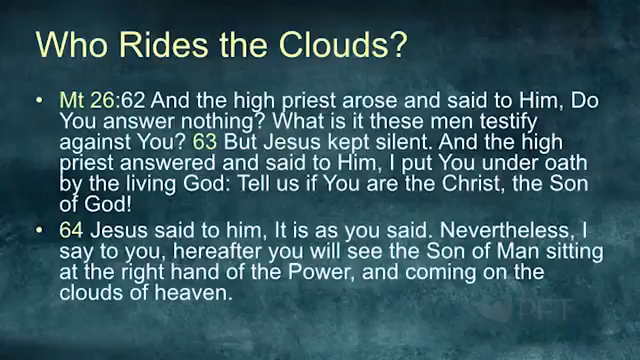 Who Rides the Clouds?
• Mt 26:62 And the high priest arose and said to Him, Do
You answer nothing? What is it these men testify
against You? 63 But Jesus kept silent. And the high
priest answered and said to Him, I put You under oath
by the living God: Tell us if You are the Christ, the Son
of God!
• 64 Jesus said to him, It is as you said. Nevertheless, I
say to you, hereafter you will see the Son of Man sitting
at the right hand of the Power, and coming on the
clouds of heaven.
PFT